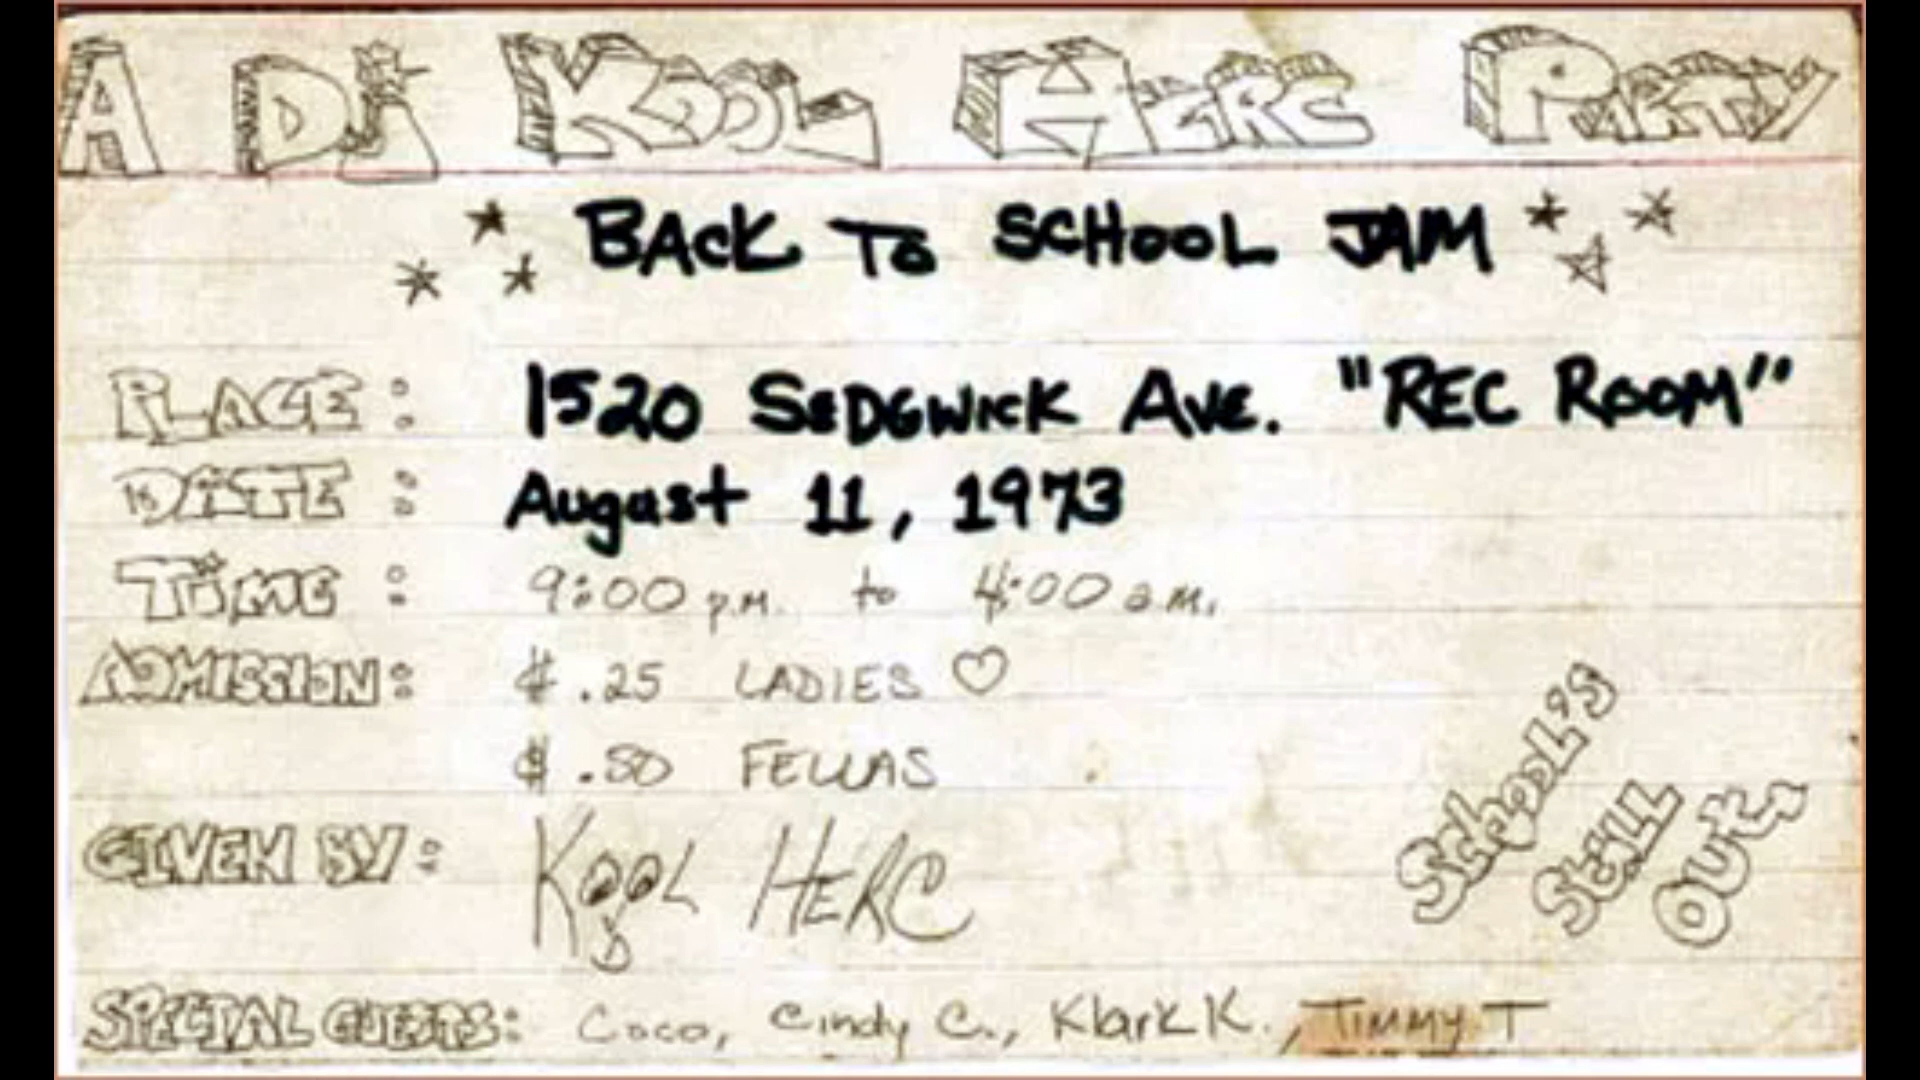 A DJ KOOL HERC PARTY
BACK TO SCHOOL JAM
PLACE: 1520 SEDGWICK AVE. "REC ROOM"
DATE: August 11, 1973
TIME: 9:00 p.m. to 4:00 a.m.
ADMISSION: $.25 LADIES ♡
$.50 FELLAS
GIVEN BY: KOOL HERC
SPECIAL GUESTS: Coco, Cindy C., Klark K., TIMMY T
SCHOOL'S
STILL
OUT,